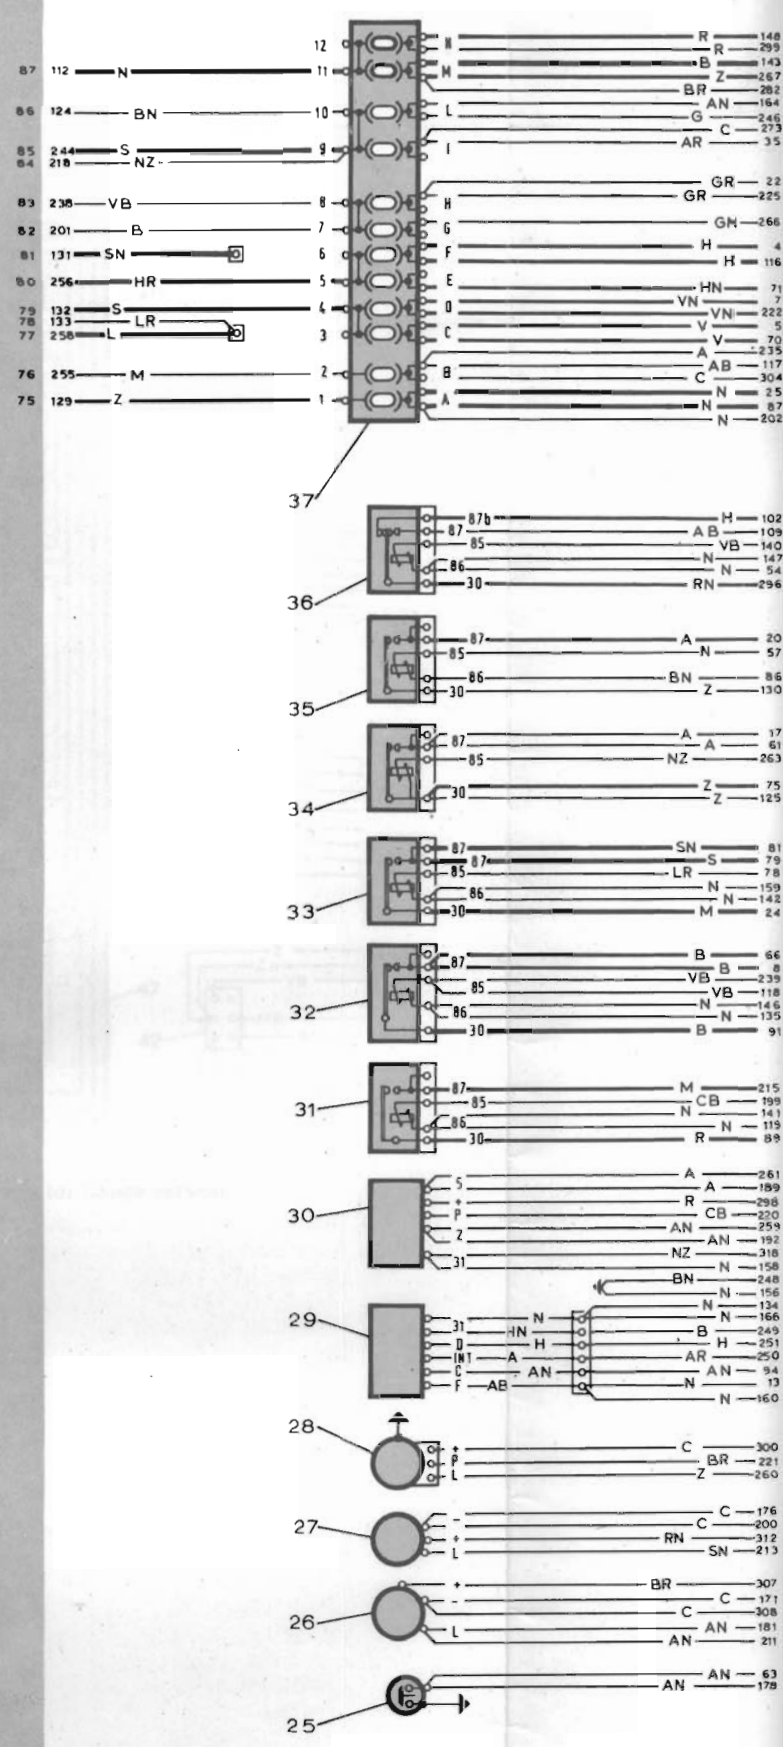 R 148
12 H R 299
B 143
87 112 N 11 M Z 267
BR 282
AN 164
86 124 BN 10 L G 246
C 273
85 244 S 9 I AR 35
84 218 NZ
GR 22
83 238 VB 8 H GR 225
82 201 B 7 G GN 266
81 131 SN 6 F H 4
H 116
80 256 HR 5 E HN 71
79 132 S 4 D VN 7
78 133 LR VN 222
77 258 L 3 C V 5
V 70
A 235
76 255 M 2 B AB 117
C 304
75 129 Z 1 A N 25
N 87
N 202
37
87b H 102
87 AB 109
85 VB 140
N 147
86 N 54
30 RN 296
36
87 A 20
85 N 57
86 BN 86
30 Z 130
35
A 17
87 A 61
85 NZ 263
30 Z 75
Z 125
34
87 SN 81
87 S 79
85 LR 78
86 N 159
N 142
30 M 24
33
B 66
87 B 8
VB 239
85 VB 118
N 146
86 N 135
30 B 91
32
87 M 215
85 CB 199
N 141
86 N 119
30 R 89
31
A 261
S A 189
+ R 298
P CB 220
2 AN 259
AN 192
NZ 318
31 N 158
30
BN 248
N 156
N 134
N N 166
31 HN B 249
D H H 251
INT A AR 250
C AN AN 94
F AB N 13
N 160
29
+ C 300
P BR 221
L Z 260
28
C 176
- C 200
+ RN 312
L SN 213
27
+ BR 307
- C 171
C 308
L AN 181
AN 211
26
AN 63
AN 178
25